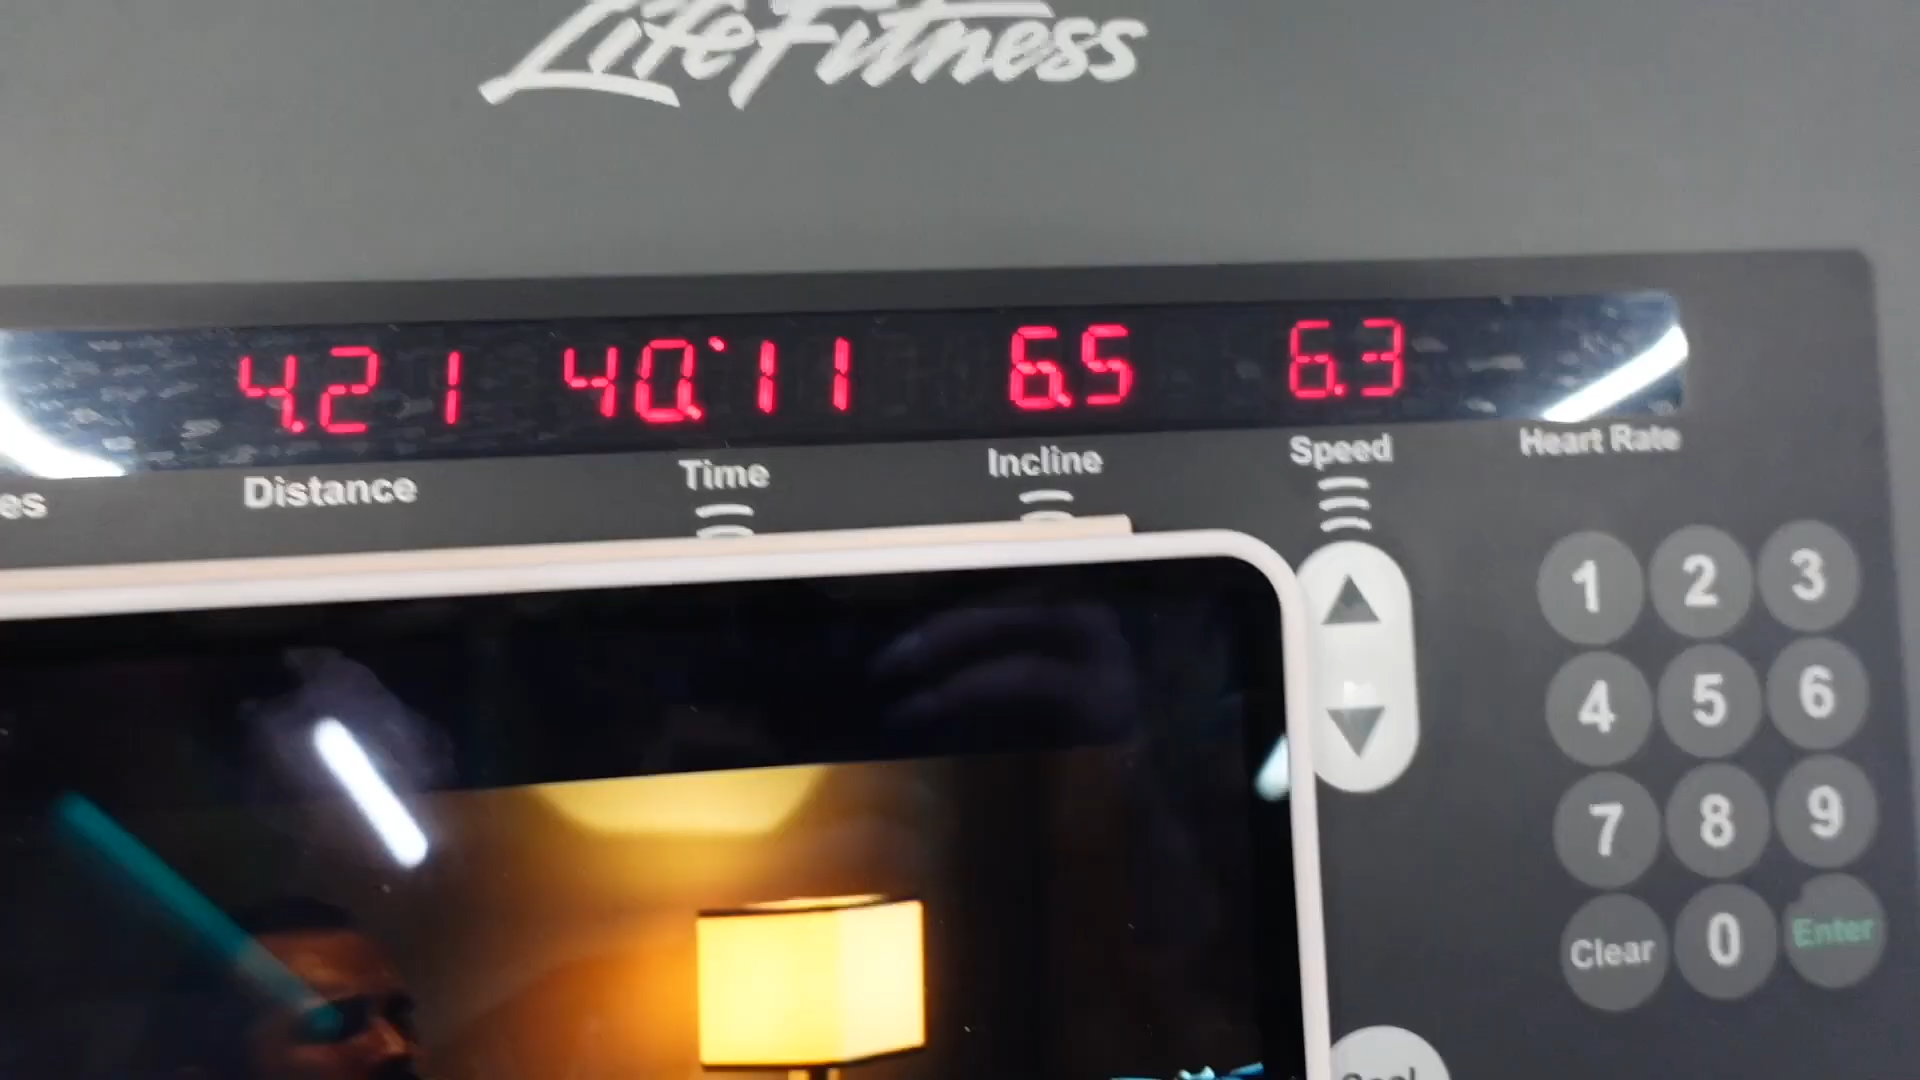 LifeFitness
4.21 40:11 6.5 6.3
es Distance Time Incline Speed Heart Rate
1 2 3
4 5 6
7 8 9
Clear 0 Enter